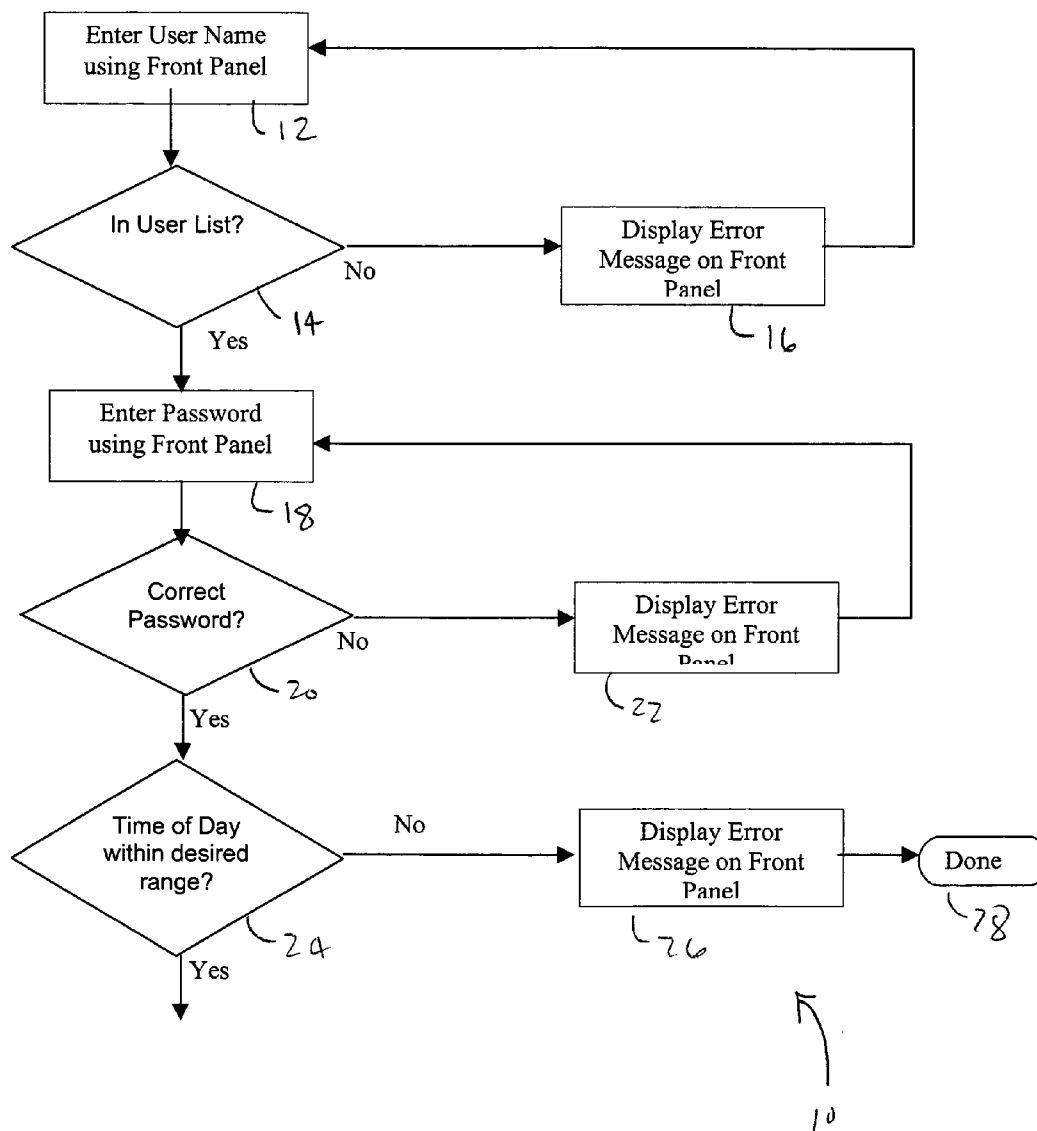 Enter User Name
using Front Panel
12
In User List?
No
14
Display Error
Message on Front
Panel
16
Yes
Enter Password
using Front Panel
18
Correct
Password?
No
20
Display Error
Message on Front
Panel
22
Yes
Time of Day
within desired
range?
No
24
Display Error
Message on Front
Panel
26
Done
28
Yes
10